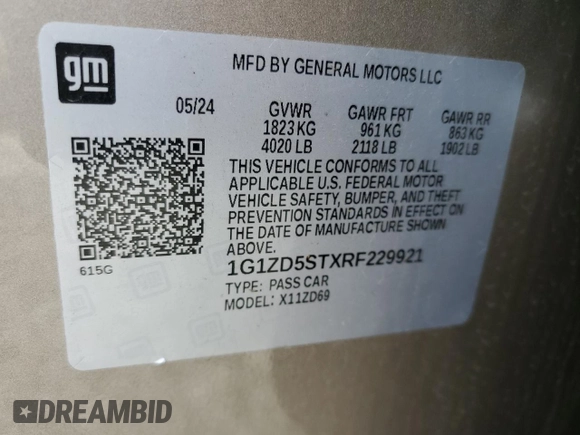 gm
MFD BY GENERAL MOTORS LLC
05/24 GVWR GAWR FRT GAWR RR
1823 KG 961 KG 863 KG
4020 LB 2118 LB 1902 LB
THIS VEHICLE CONFORMS TO ALL
APPLICABLE U.S. FEDERAL MOTOR
VEHICLE SAFETY, BUMPER, AND THEFT
PREVENTION STANDARDS IN EFFECT ON
THE DATE OF MANUFACTURE SHOWN
ABOVE.
615G
1G1ZD5STXRF229921
TYPE: PASS CAR
MODEL: X11ZD69
DREAMBID